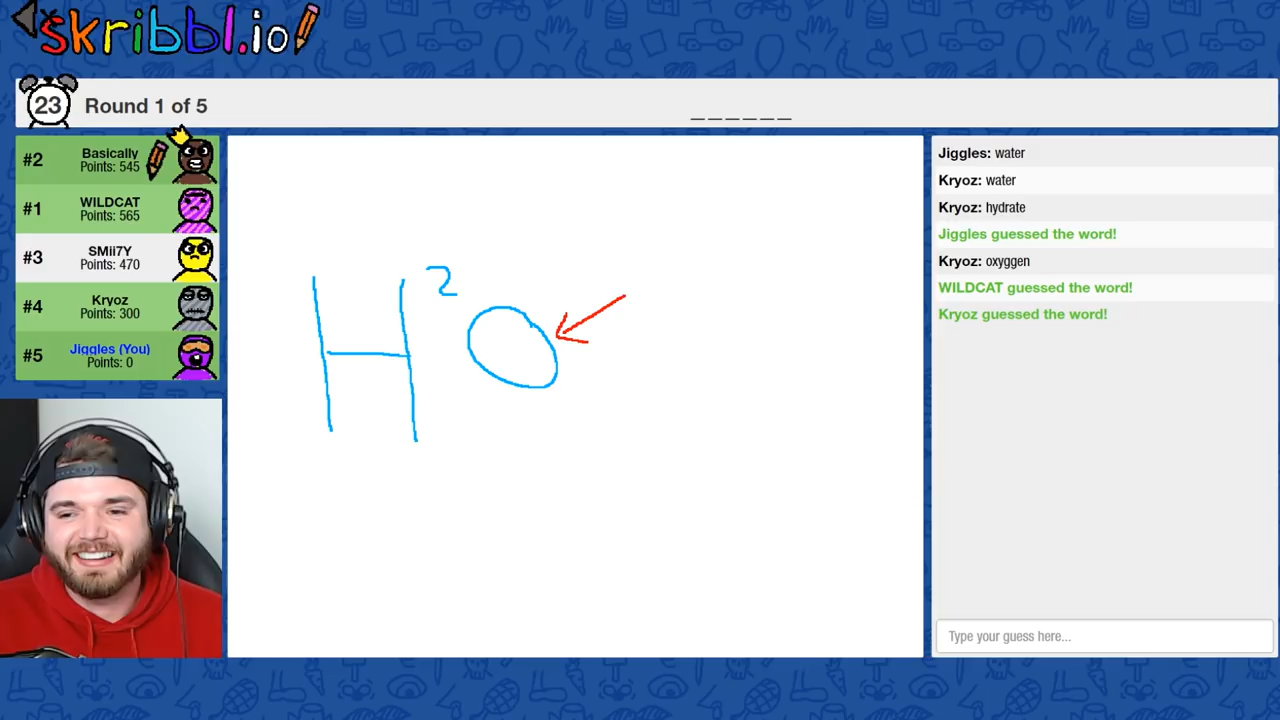 skribbl.io
23
Round 1 of 5
______
#2 Basically
Points: 545
#1 WILDCAT
Points: 565
#3 SMii7Y
Points: 470
#4 Kryoz
Points: 300
#5 Jiggles (You)
Points: 0
H²O
Jiggles: water
Kryoz: water
Kryoz: hydrate
Jiggles guessed the word!
Kryoz: oxyggen
WILDCAT guessed the word!
Kryoz guessed the word!
Type your guess here...